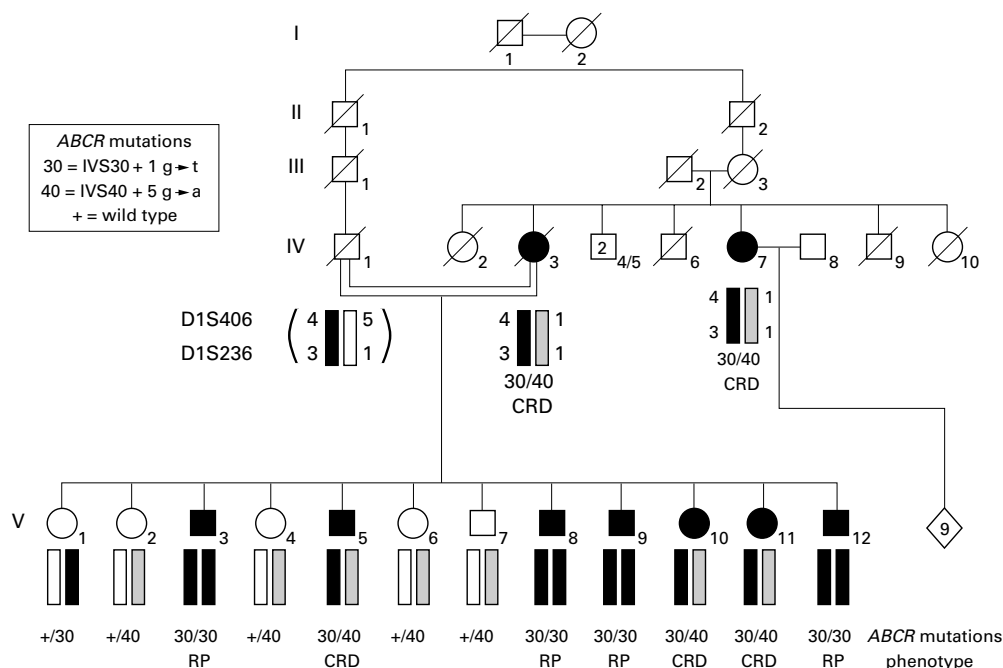 I
1 2
II
1 2
ABCR mutations
30 = IVS30 + 1 g → t
40 = IVS40 + 5 g → a
+ = wild type
III
1 2 3
IV
1 2 3 2 4/5 6 7 8 9 10
D1S406 ( 4 5 ) 4 1 4 1
D1S236 3 1 3 1 3 1
30/40 30/40
CRD CRD
V
1 2 3 4 5 6 7 8 9 10 11 12 9
+/30 +/40 30/30 +/40 30/40 +/40 +/40 30/30 30/30 30/40 30/40 30/30 ABCR mutations
RP CRD RP RP CRD CRD RP phenotype